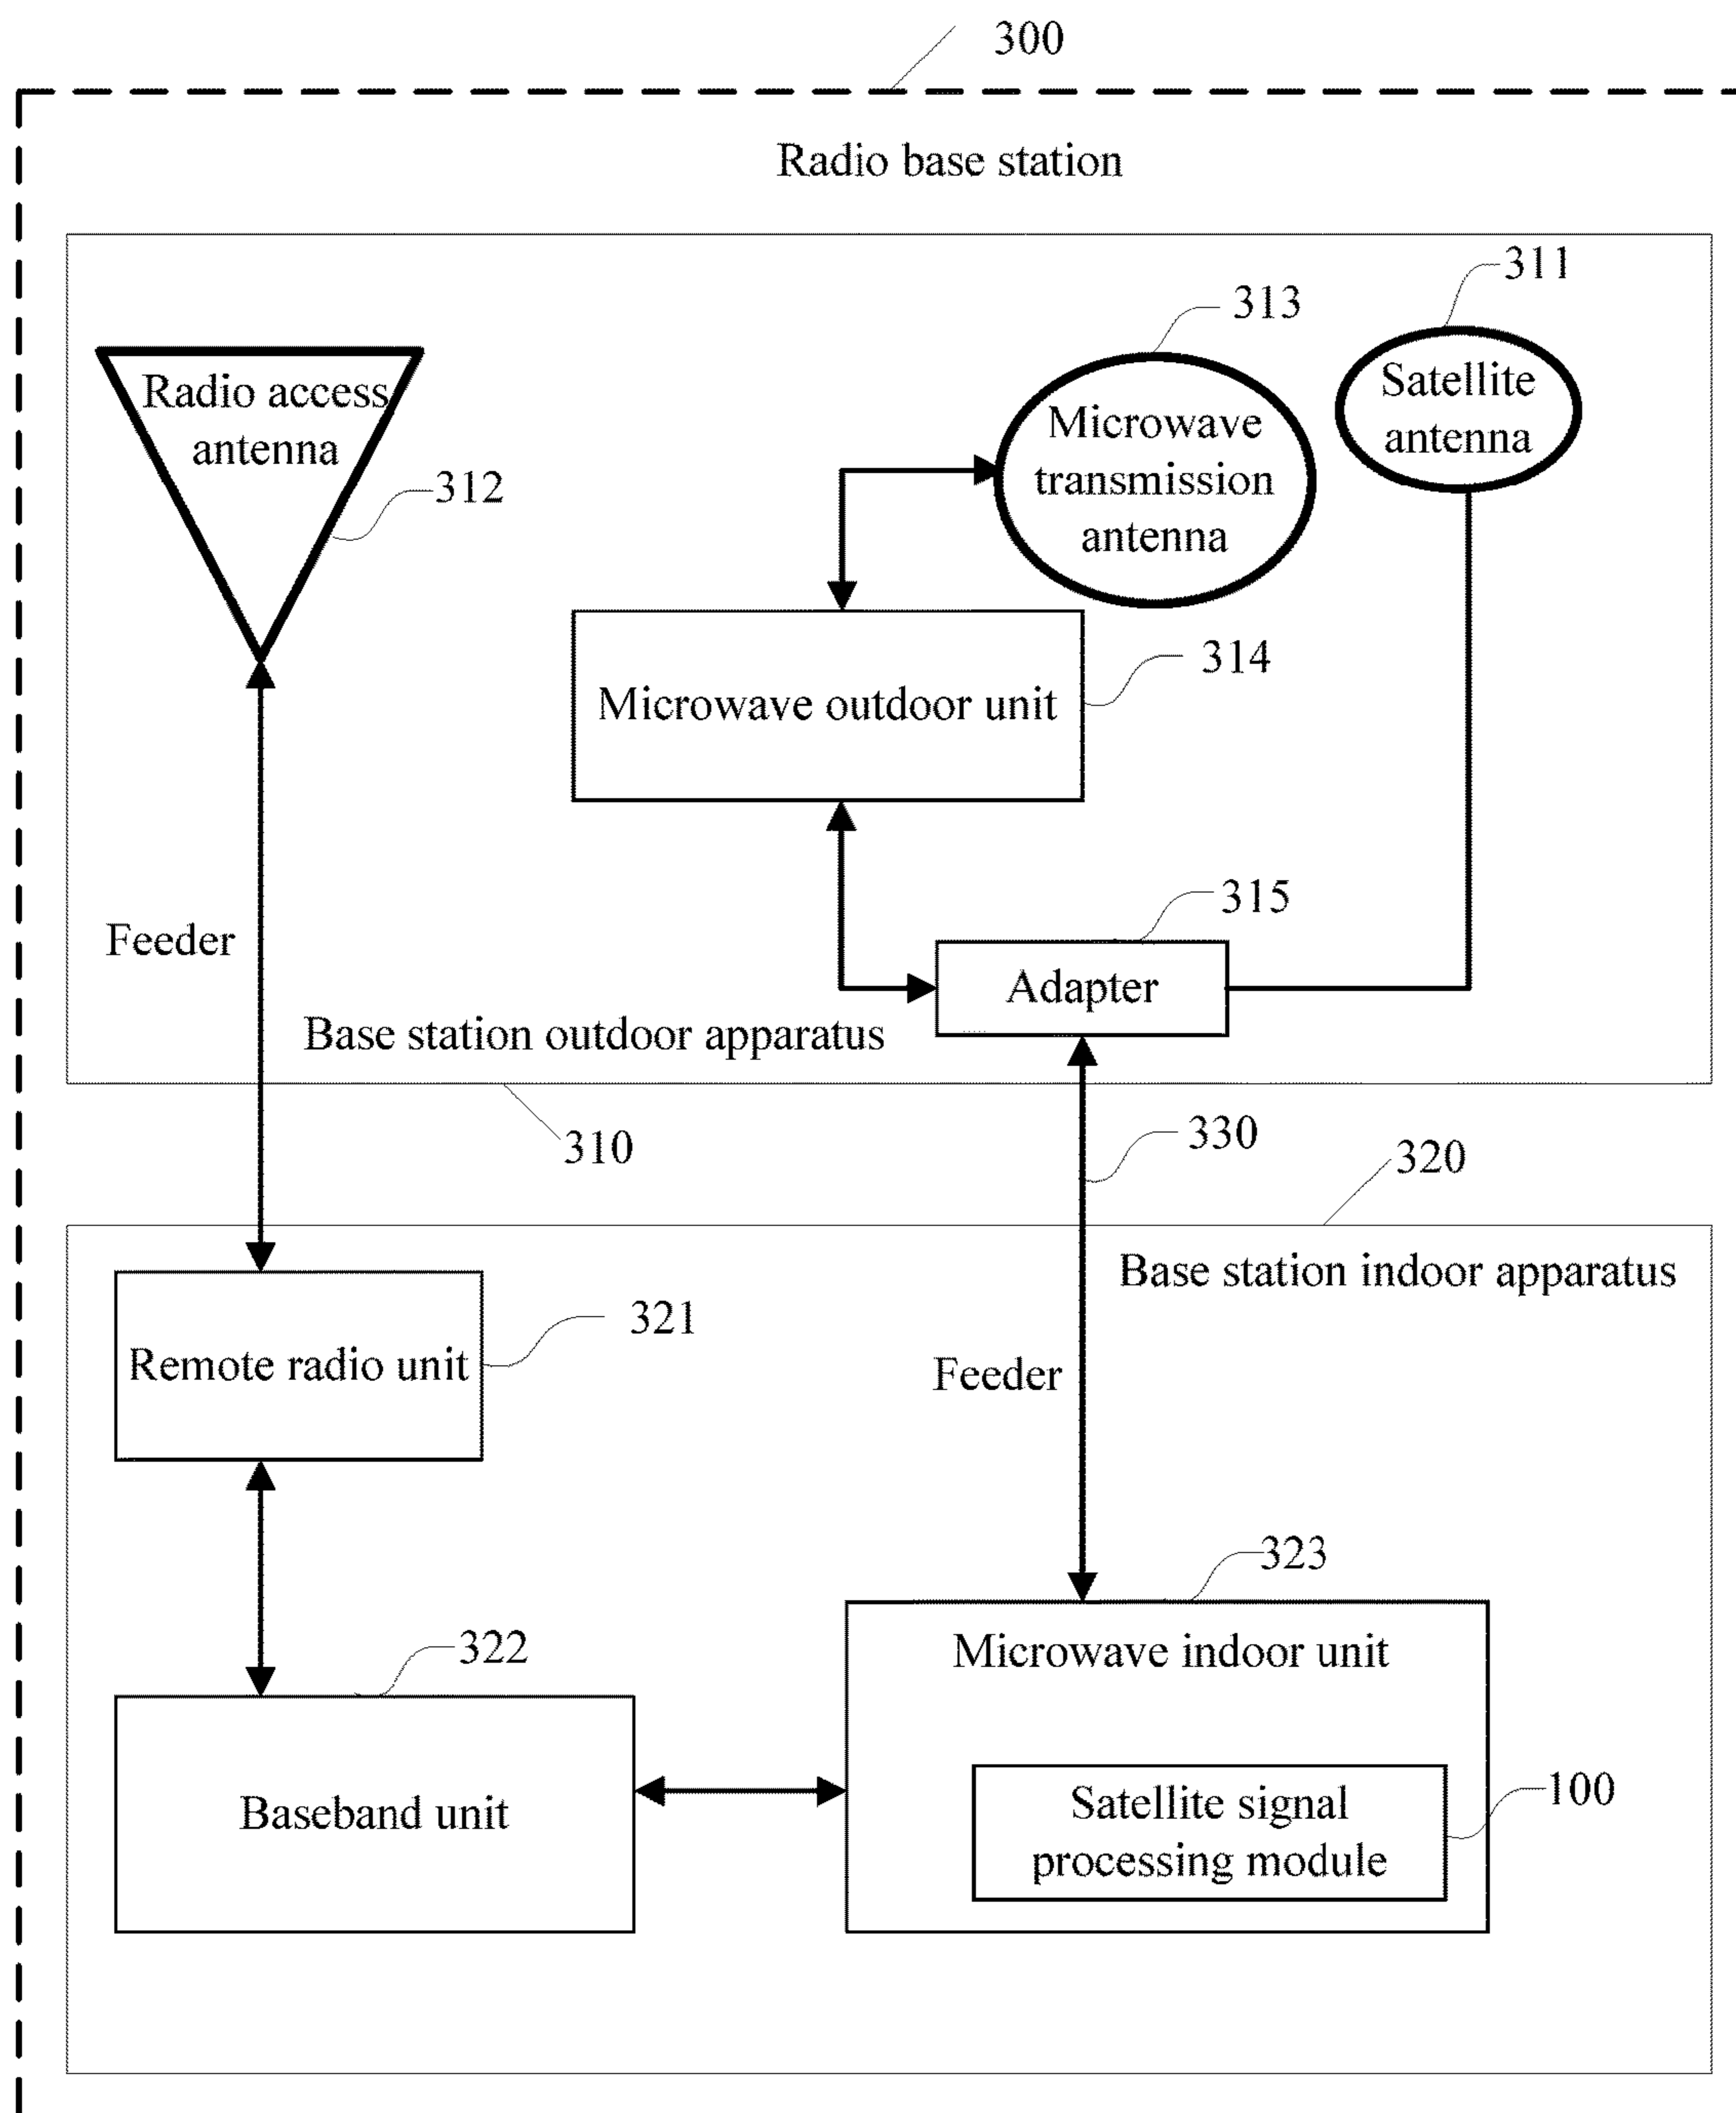 300
Radio base station
311
313
Radio access
antenna
Satellite
antenna
Microwave
transmission
antenna
312
314
Microwave outdoor unit
315
Feeder
Adapter
Base station outdoor apparatus
310
330
320
Base station indoor apparatus
321
Remote radio unit
Feeder
323
322
Microwave indoor unit
Baseband unit
Satellite signal
processing module
100